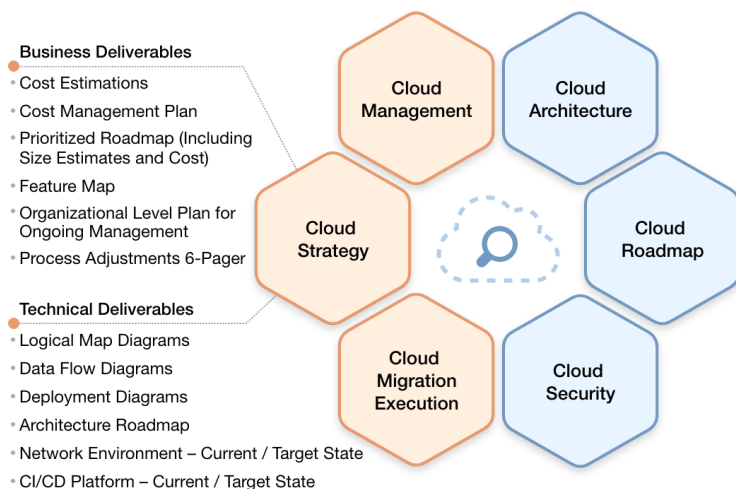 Business Deliverables
• Cost Estimations
• Cost Management Plan
• Prioritized Roadmap (Including
Size Estimates and Cost)
• Feature Map
• Organizational Level Plan for
Ongoing Management
• Process Adjustments 6-Pager
Technical Deliverables
• Logical Map Diagrams
• Data Flow Diagrams
• Deployment Diagrams
• Architecture Roadmap
• Network Environment – Current / Target State
• CI/CD Platform – Current / Target State
Cloud
Management
Cloud
Architecture
Cloud
Strategy
Cloud
Roadmap
Cloud
Migration
Execution
Cloud
Security